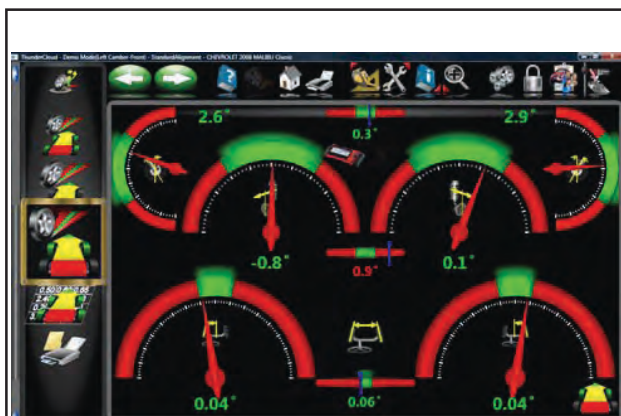 ThunderCloud - Demo Mode(Left Camber Front) - StandardAlignment - CHEVROLET 2008 MALIBU Classic
2.6° 2.9°
0.3°
-0.8° 0.1°
0.9°
0.04° 0.06° 0.04°